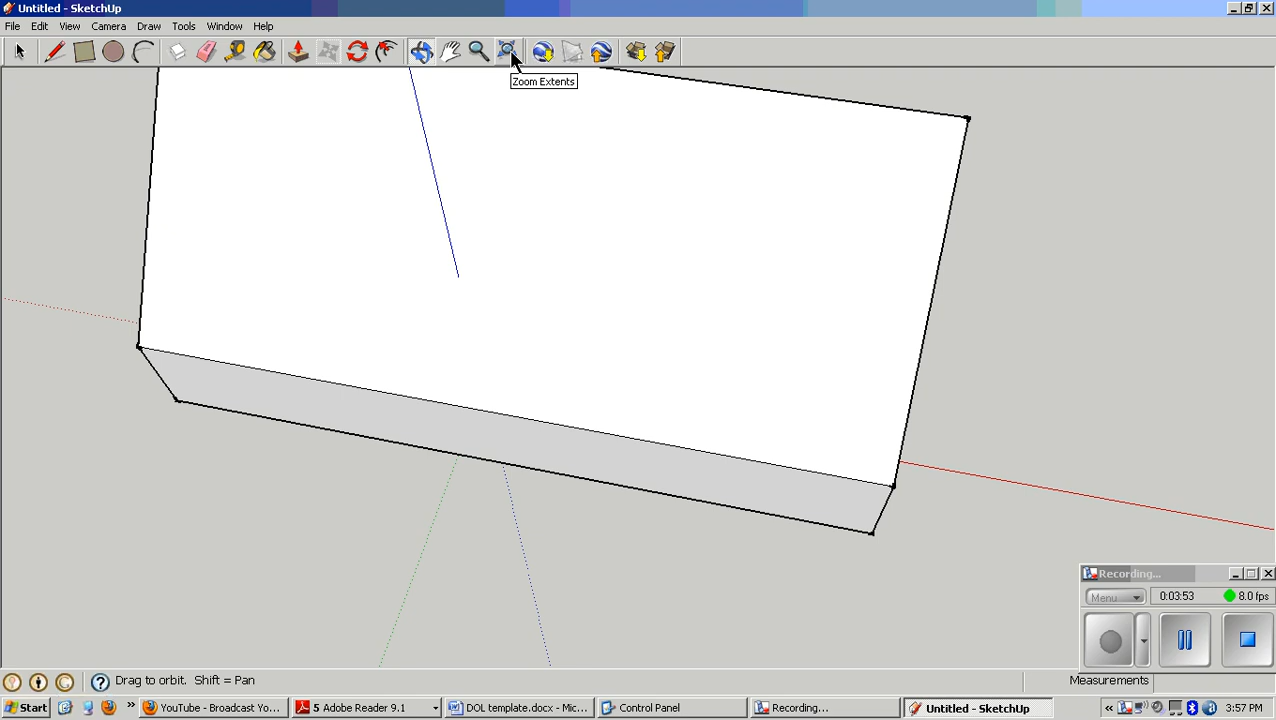 Untitled - SketchUp
File Edit View Camera Draw Tools Window Help
Zoom Extents
Recording...
Menu 0:03:53 8.0 fps
Drag to orbit. Shift = Pan Measurements
Start » YouTube - Broadcast Yo... 5 Adobe Reader 9.1 DOL template.docx - Mic... Control Panel Recording... Untitled - SketchUp « 3:57 PM